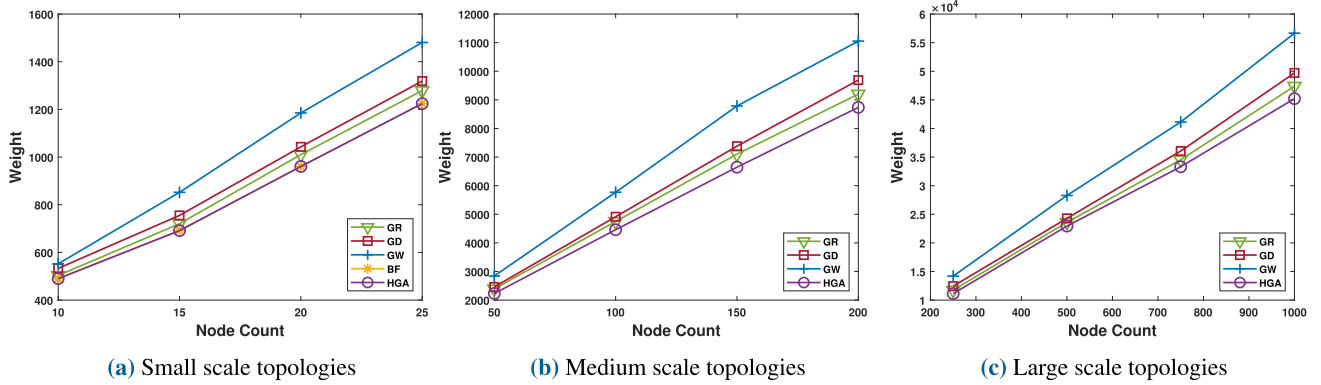 1600
1400
1200
1000
800
600
400
Weight
10 15 20 25
Node Count
GR
GD
GW
BF
HGA
(a) Small scale topologies
12000
11000
10000
9000
8000
7000
6000
5000
4000
3000
2000
Weight
50 100 150 200
Node Count
GR
GD
GW
HGA
(b) Medium scale topologies
×10⁴
6
5.5
5
4.5
4
3.5
3
2.5
2
1.5
1
Weight
200 300 400 500 600 700 800 900 1000
Node Count
GR
GD
GW
HGA
(c) Large scale topologies